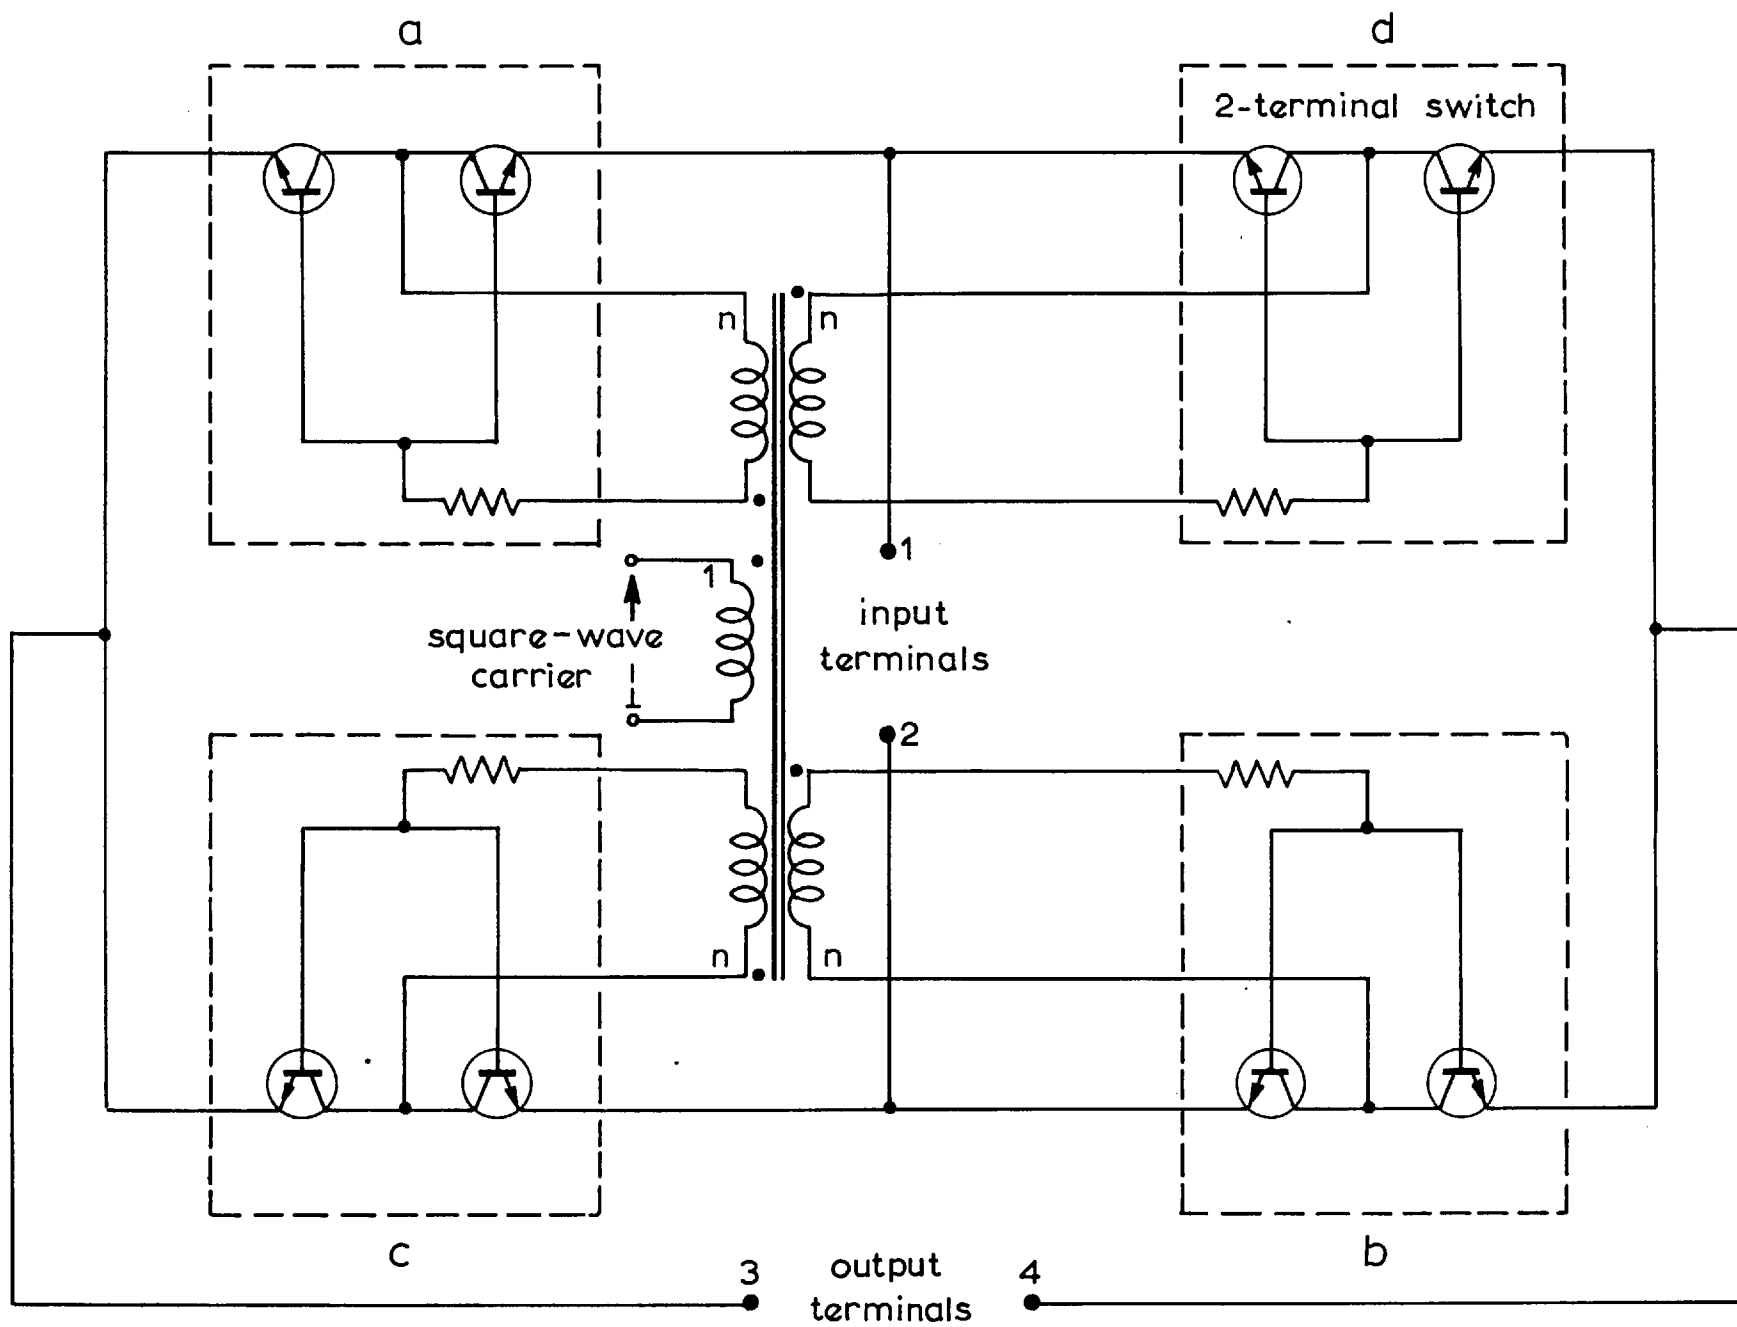 a
d
2-terminal switch
n
n
1
1
input
terminals
square-wave
carrier
2
n
n
c
b
3
output
terminals
4